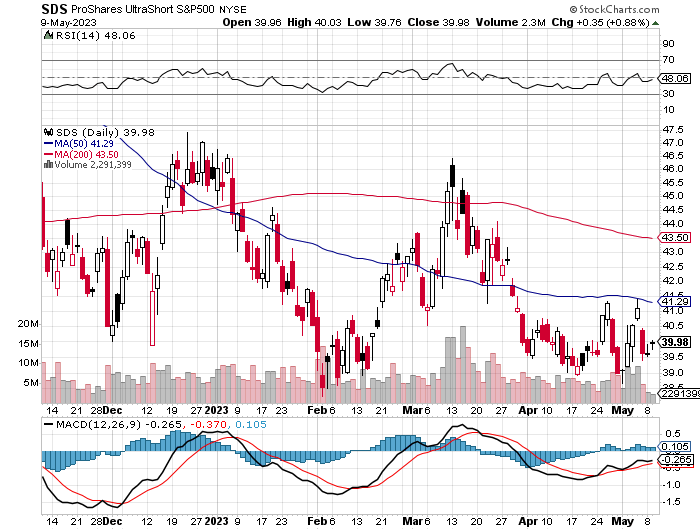 SDS ProShares UltraShort S&P500 NYSE © StockCharts.com
9-May-2023 Open 39.96 High 40.03 Low 39.76 Close 39.98 Volume 2.3M Chg +0.35 (+0.88%)
RSI(14) 48.06
90
70
50
48.06
30
10
SDS (Daily) 39.98
MA(50) 41.29
MA(200) 43.50
Volume 2,291,399
47.5
47.0
46.5
46.0
45.5
45.0
44.5
44.0
43.50
43.0
42.5
42.0
41.5
41.29
41.0
40.5
39.98
39.5
39.0
38.5
2291399
20M
15M
10M
5M
14 21 28 Dec 12 19 27 2023 9 17 23 Feb 6 13 21 Mar 6 13 20 27 Apr 10 17 24 May 8
MACD(12,26,9) -0.265, -0.370, 0.105
0.5
0.105
-0.265
-0.5
-1.0
-1.5
14 21 28 Dec 12 19 27 2023 9 17 23 Feb 6 13 21 Mar 6 13 20 27 Apr 10 17 24 May 8